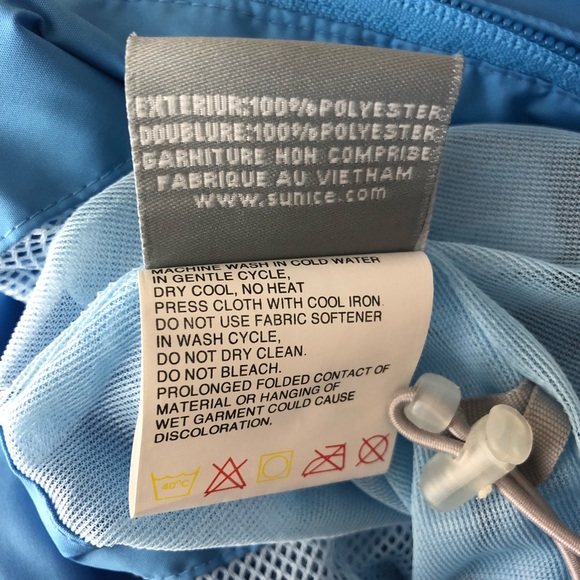 EXTERIUR:100%POLYESTER
DOUBLURE:100%POLYESTER
GARNITURE NON COMPRISE
FABRIQUE AU VIETNAM
www.sunice.com
MACHINE WASH IN COLD WATER
IN GENTLE CYCLE,
DRY COOL, NO HEAT
PRESS CLOTH WITH COOL IRON.
DO NOT USE FABRIC SOFTENER
IN WASH CYCLE,
DO NOT DRY CLEAN.
DO NOT BLEACH.
PROLONGED FOLDED CONTACT OF
MATERIAL OR HANGING OF
WET GARMENT COULD CAUSE
DISCOLORATION.
40°C